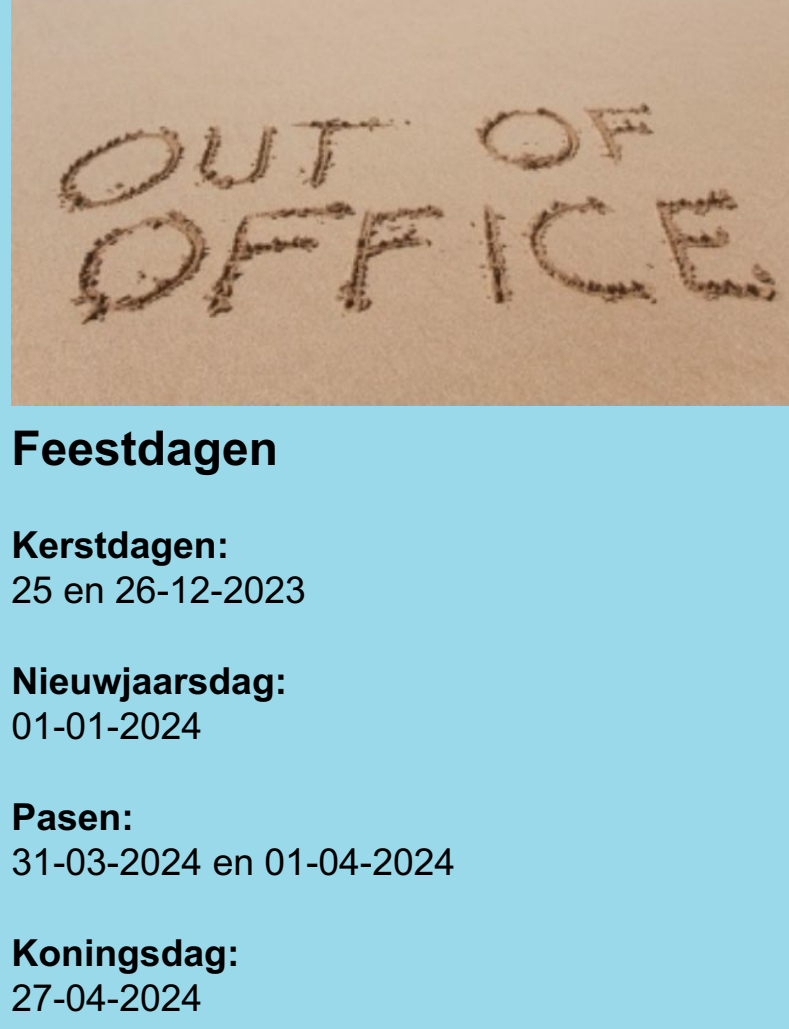 OUT OF
OFFICE
Feestdagen
Kerstdagen:
25 en 26-12-2023
Nieuwjaarsdag:
01-01-2024
Pasen:
31-03-2024 en 01-04-2024
Koningsdag:
27-04-2024